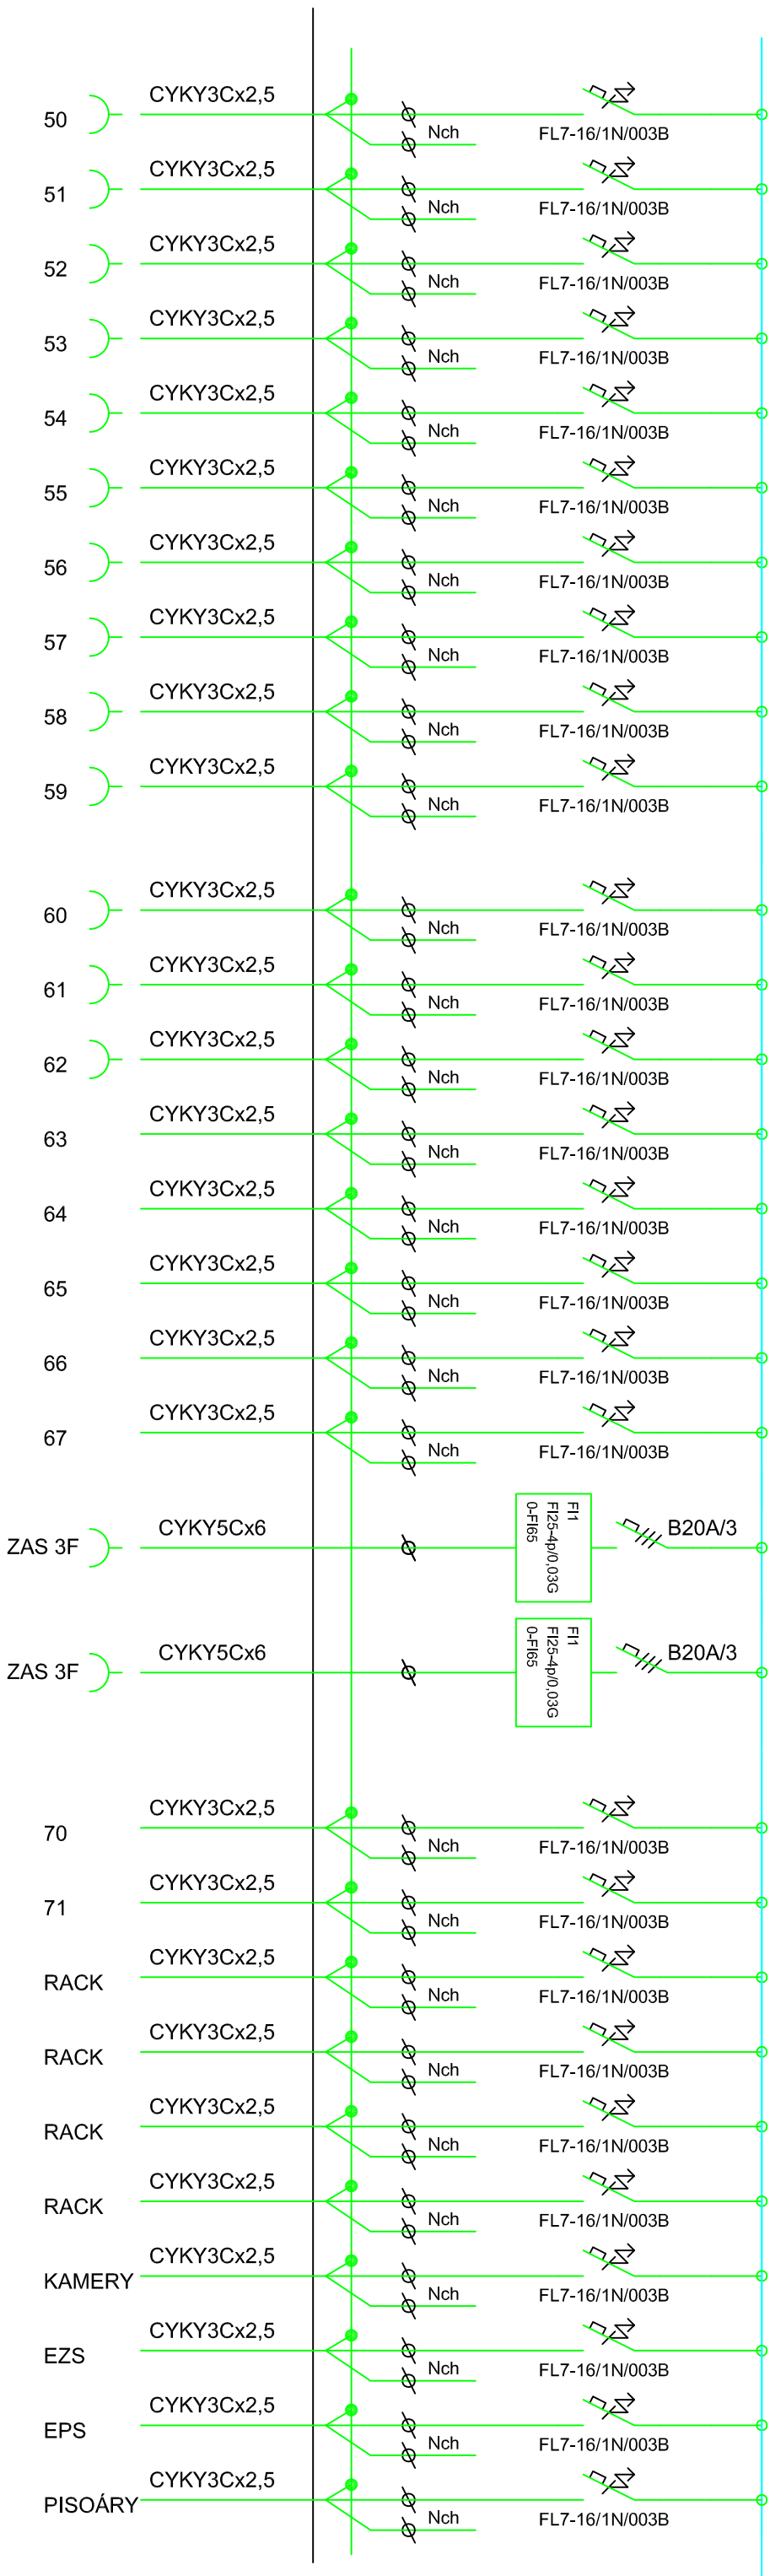 CYKY3Cx2,5
50
Nch
FL7-16/1N/003B
CYKY3Cx2,5
51
Nch
FL7-16/1N/003B
CYKY3Cx2,5
52
Nch
FL7-16/1N/003B
CYKY3Cx2,5
53
Nch
FL7-16/1N/003B
CYKY3Cx2,5
54
Nch
FL7-16/1N/003B
CYKY3Cx2,5
55
Nch
FL7-16/1N/003B
CYKY3Cx2,5
56
Nch
FL7-16/1N/003B
CYKY3Cx2,5
57
Nch
FL7-16/1N/003B
CYKY3Cx2,5
58
Nch
FL7-16/1N/003B
CYKY3Cx2,5
59
Nch
FL7-16/1N/003B
CYKY3Cx2,5
60
Nch
FL7-16/1N/003B
CYKY3Cx2,5
61
Nch
FL7-16/1N/003B
CYKY3Cx2,5
62
Nch
FL7-16/1N/003B
CYKY3Cx2,5
63
Nch
FL7-16/1N/003B
CYKY3Cx2,5
64
Nch
FL7-16/1N/003B
CYKY3Cx2,5
65
Nch
FL7-16/1N/003B
CYKY3Cx2,5
66
Nch
FL7-16/1N/003B
CYKY3Cx2,5
67
Nch
FL7-16/1N/003B
ZAS 3F
CYKY5Cx6
FI1
FI25-4p/0,03G
0-FI65
B20A/3
ZAS 3F
CYKY5Cx6
FI1
FI25-4p/0,03G
0-FI65
B20A/3
CYKY3Cx2,5
70
Nch
FL7-16/1N/003B
CYKY3Cx2,5
71
Nch
FL7-16/1N/003B
CYKY3Cx2,5
RACK
Nch
FL7-16/1N/003B
CYKY3Cx2,5
RACK
Nch
FL7-16/1N/003B
CYKY3Cx2,5
RACK
Nch
FL7-16/1N/003B
CYKY3Cx2,5
RACK
Nch
FL7-16/1N/003B
CYKY3Cx2,5
KAMERY
Nch
FL7-16/1N/003B
CYKY3Cx2,5
EZS
Nch
FL7-16/1N/003B
CYKY3Cx2,5
EPS
Nch
FL7-16/1N/003B
CYKY3Cx2,5
PISOÁRY
Nch
FL7-16/1N/003B